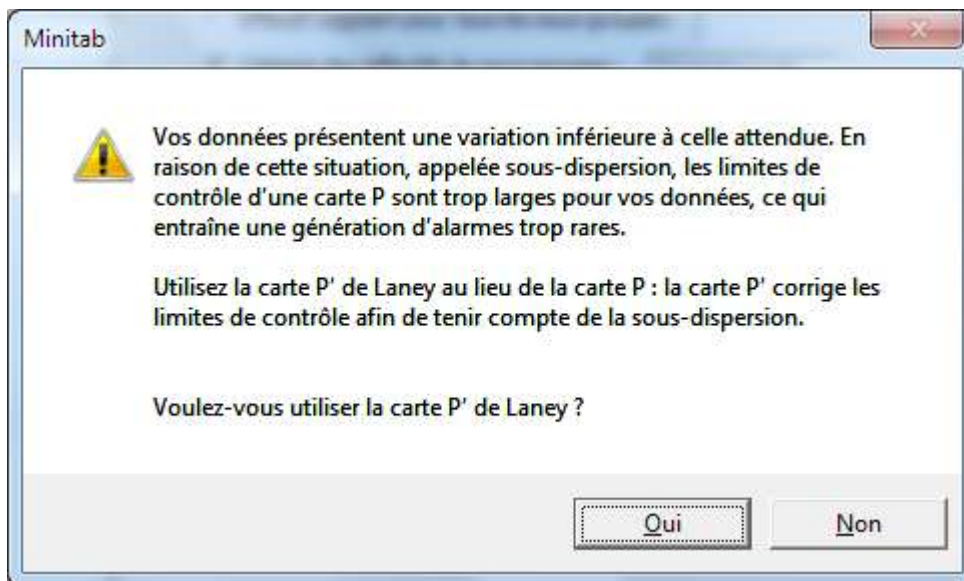 Minitab
Vos données présentent une variation inférieure à celle attendue. En
raison de cette situation, appelée sous-dispersion, les limites de
contrôle d'une carte P sont trop larges pour vos données, ce qui
entraîne une génération d'alarmes trop rares.
Utilisez la carte P' de Laney au lieu de la carte P : la carte P' corrige les
limites de contrôle afin de tenir compte de la sous-dispersion.
Voulez-vous utiliser la carte P' de Laney ?
Oui
Non